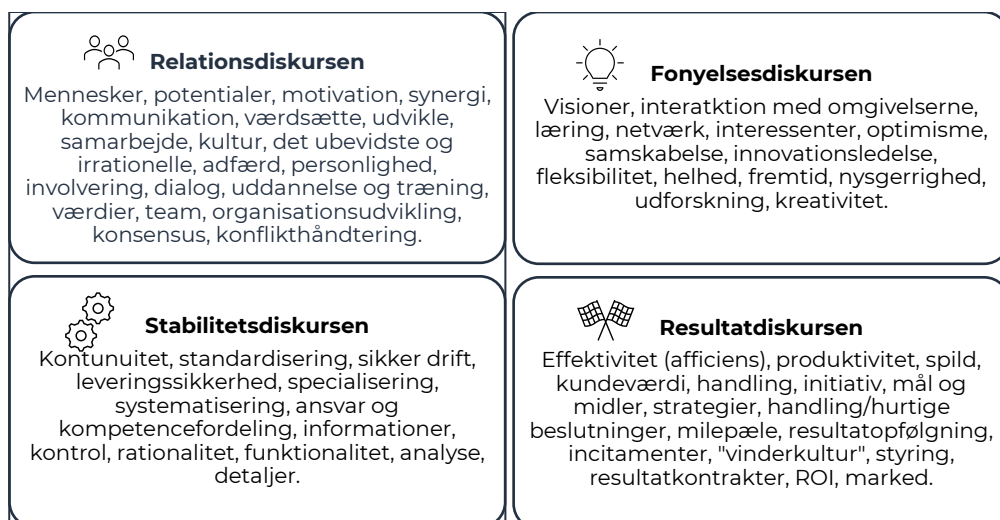 Relationsdiskursen
Mennesker, potentialer, motivation, synergi,
kommunikation, værdsætte, udvikle,
samarbejde, kultur, det ubevidste og
irrationelle, adfærd, personlighed,
involvering, dialog, uddannelse og træning,
værdier, team, organisationsudvikling,
konsensus, konflikthåndtering.
Fonyelsesdiskursen
Visioner, interatktion med omgivelserne,
læring, netværk, interessenter, optimisme,
samskabelse, innovationsledelse,
fleksibilitet, helhed, fremtid, nysgerrighed,
udforskning, kreativitet.
Stabilitetsdiskursen
Kontunuitet, standardisering, sikker drift,
leveringssikkerhed, specialisering,
systematisering, ansvar og
kompetencefordeling, informationer,
kontrol, rationalitet, funktionalitet, analyse,
detaljer.
Resultatdiskursen
Effektivitet (afficiens), produktivitet, spild,
kundeværdi, handling, initiativ, mål og
midler, strategier, handling/hurtige
beslutninger, milepæle, resultatopfølgning,
incitamenter, "vinderkultur", styring,
resultatkontrakter, ROI, marked.